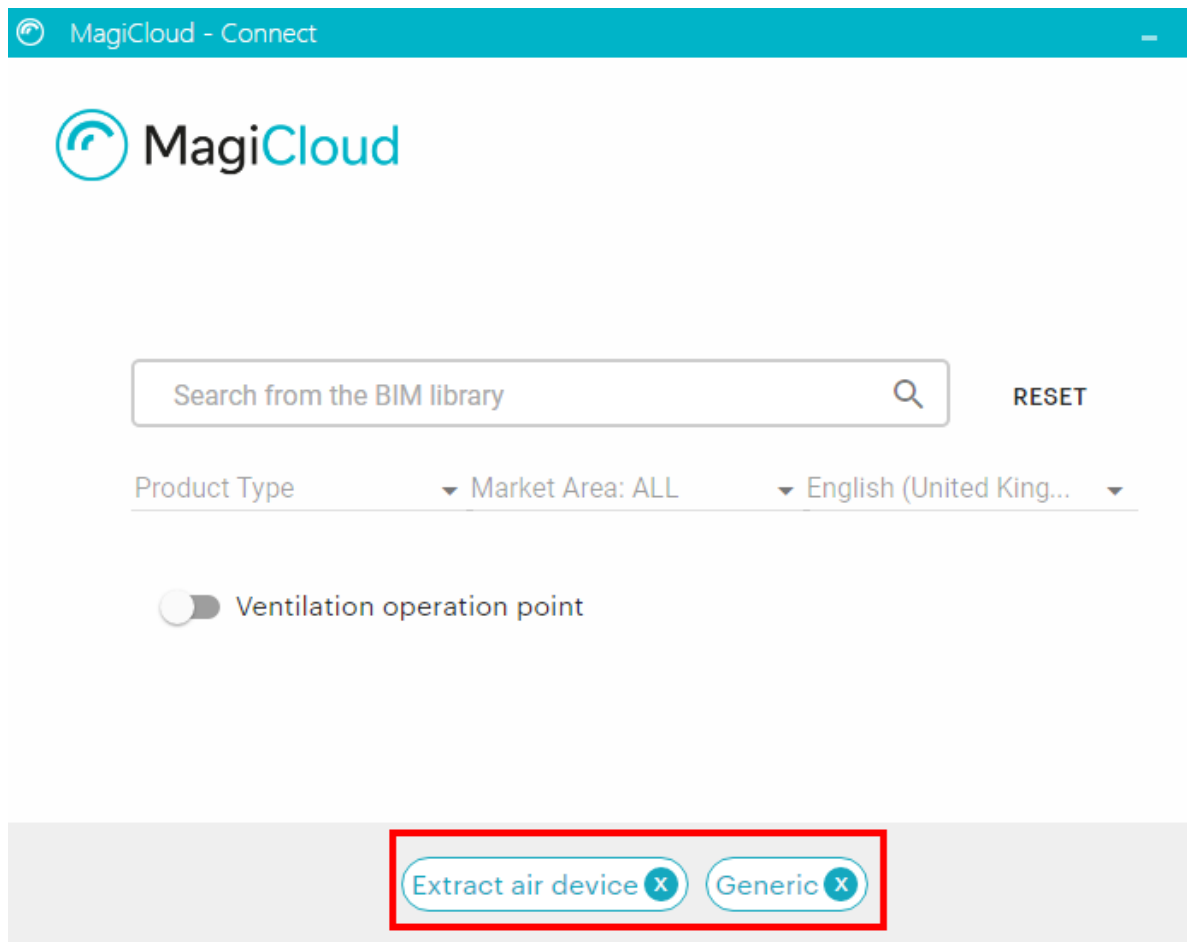 MagiCloud - Connect
MagiCloud
Search from the BIM library
RESET
Product Type Market Area: ALL English (United King...
Ventilation operation point
Extract air device X Generic X